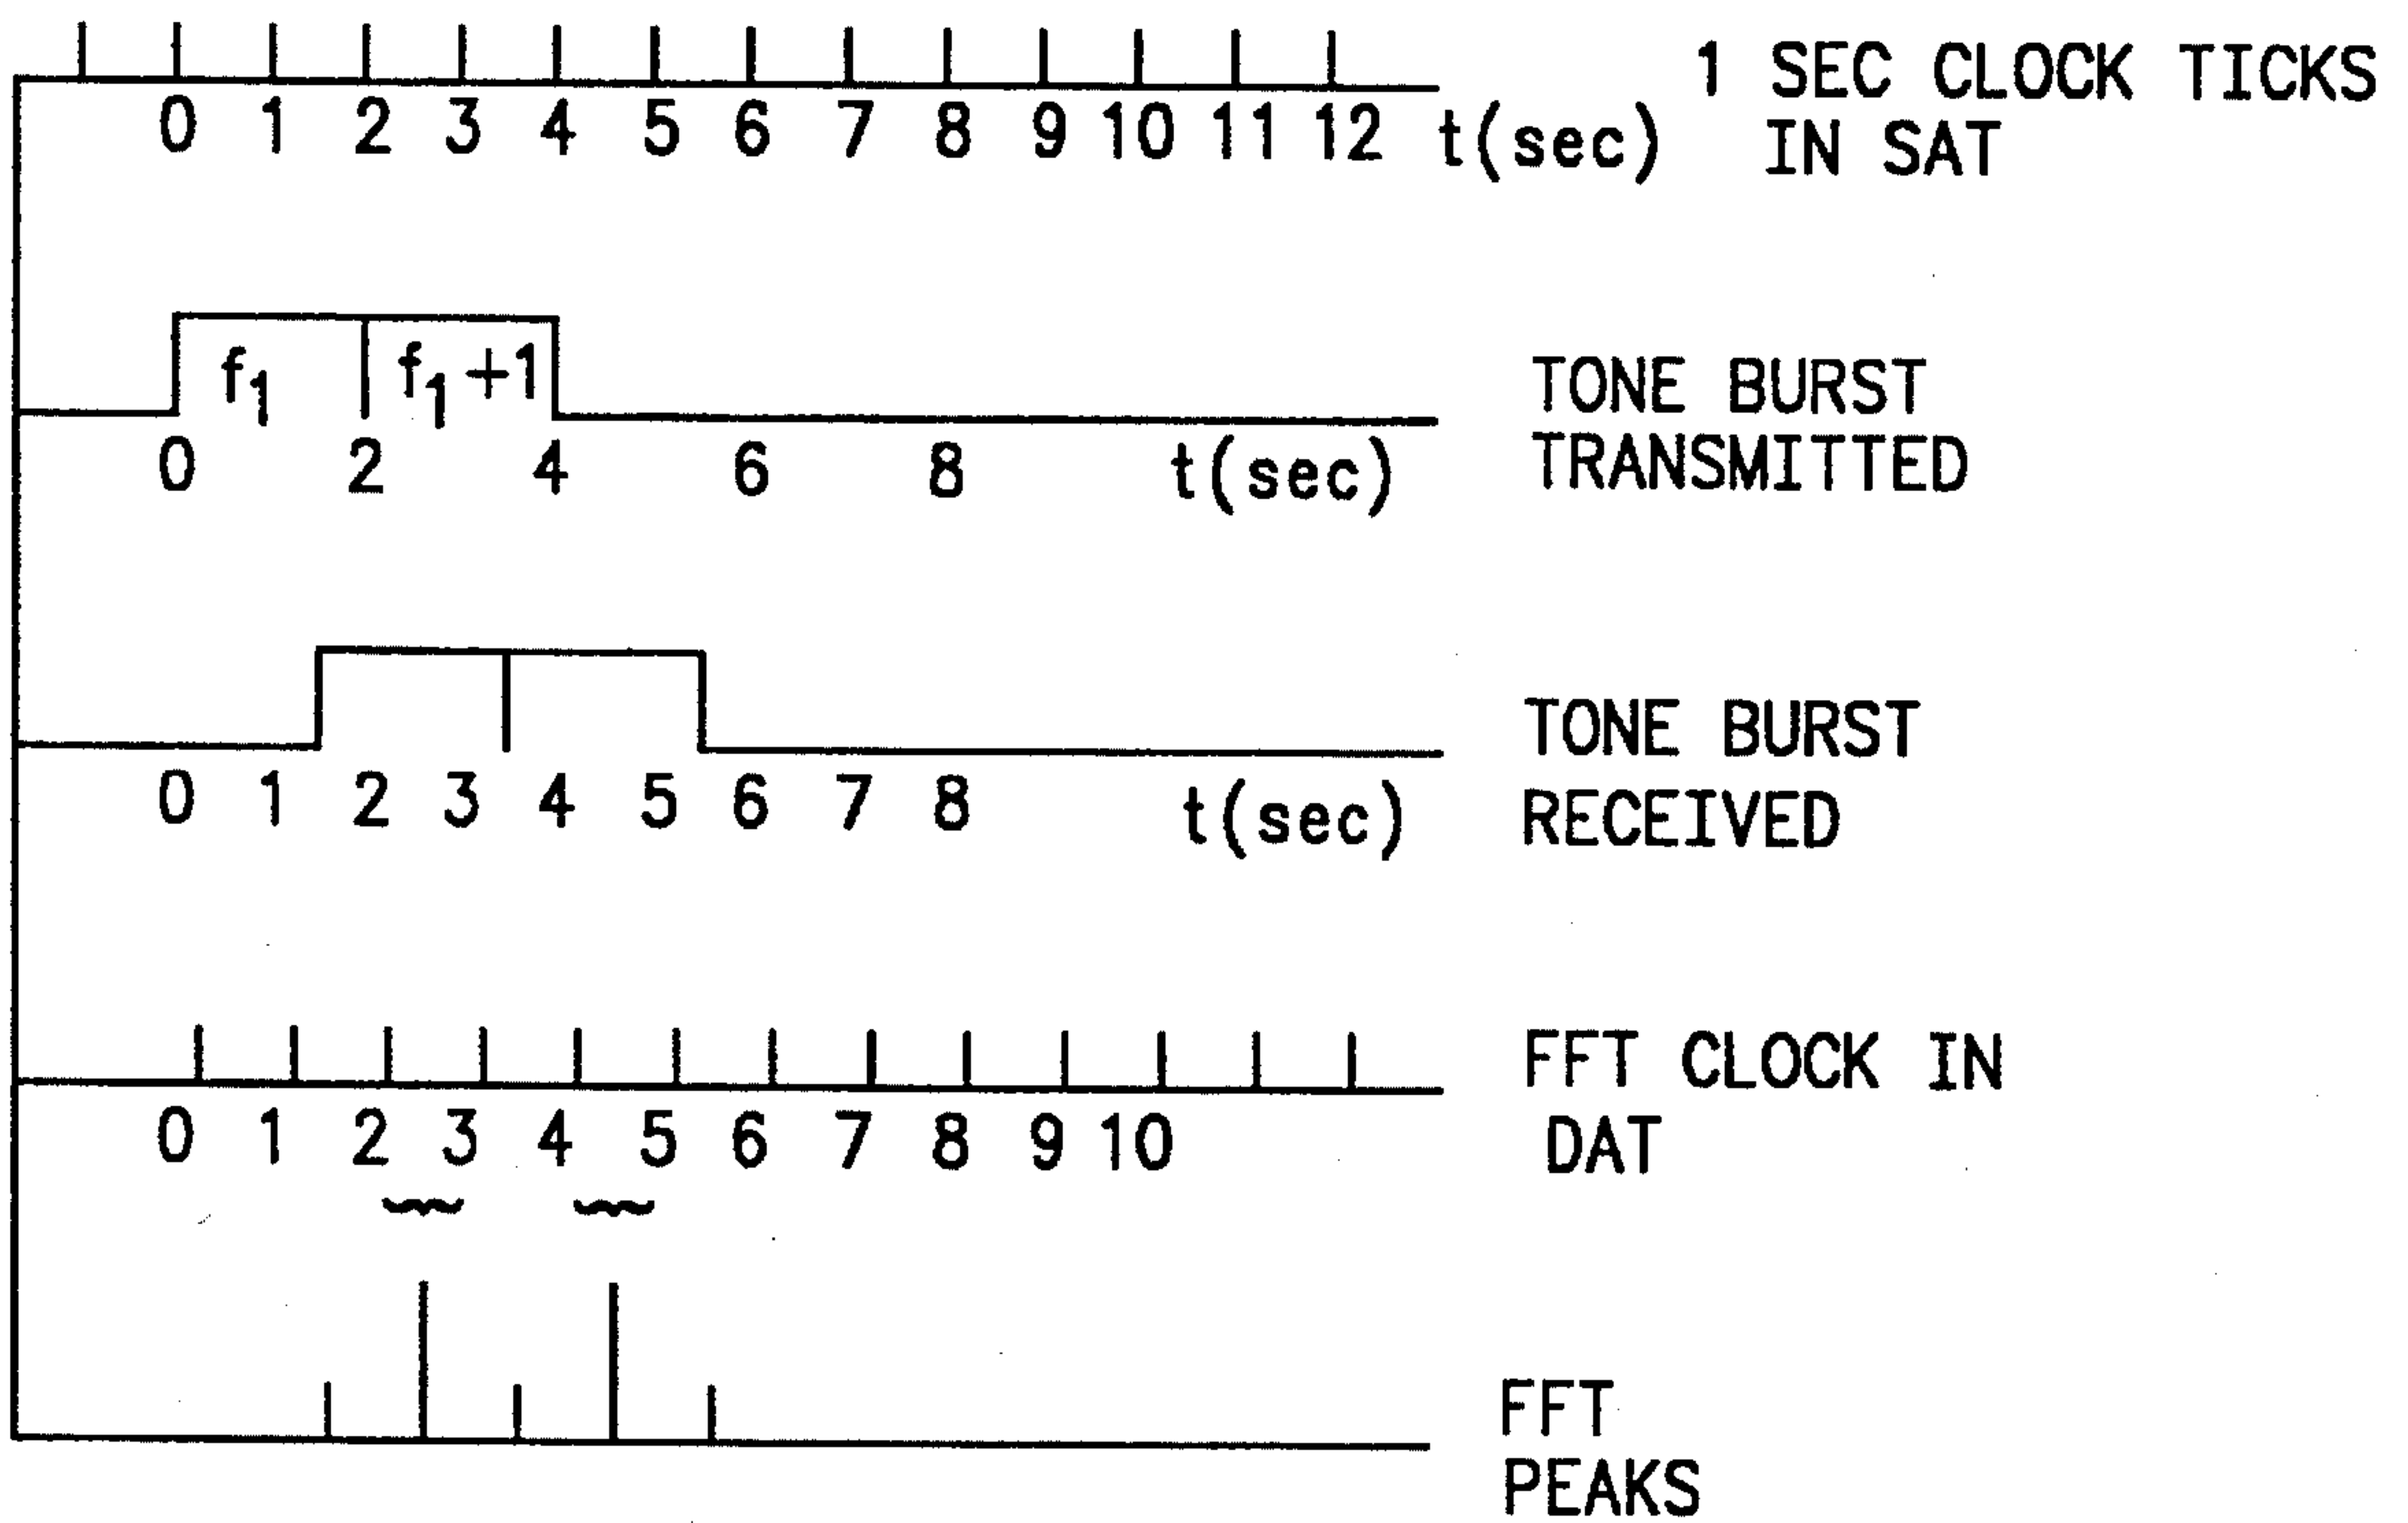 1 SEC CLOCK TICKS
IN SAT
0 1 2 3 4 5 6 7 8 9 10 11 12 t(sec)
f1 f1+1
TONE BURST
TRANSMITTED
0 2 4 6 8 t(sec)
TONE BURST
RECEIVED
0 1 2 3 4 5 6 7 8 t(sec)
FFT CLOCK IN
DAT
0 1 2 3 4 5 6 7 8 9 10
FFT
PEAKS